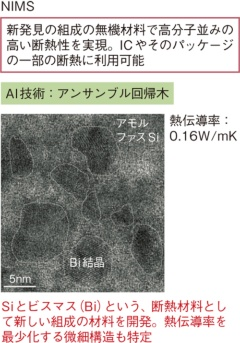 NIMS
新発見の組成の無機材料で高分子並みの
高い断熱性を実現。ICやそのパッケージ
の一部の断熱に利用可能
AI技術：アンサンブル回帰木
アモル
ファスSi
熱伝導率：
0.16W/mK
Bi結晶
5nm
Siとビスマス（Bi）という、断熱材料とし
て新しい組成の材料を開発。熱伝導率を
最少化する微細構造も特定